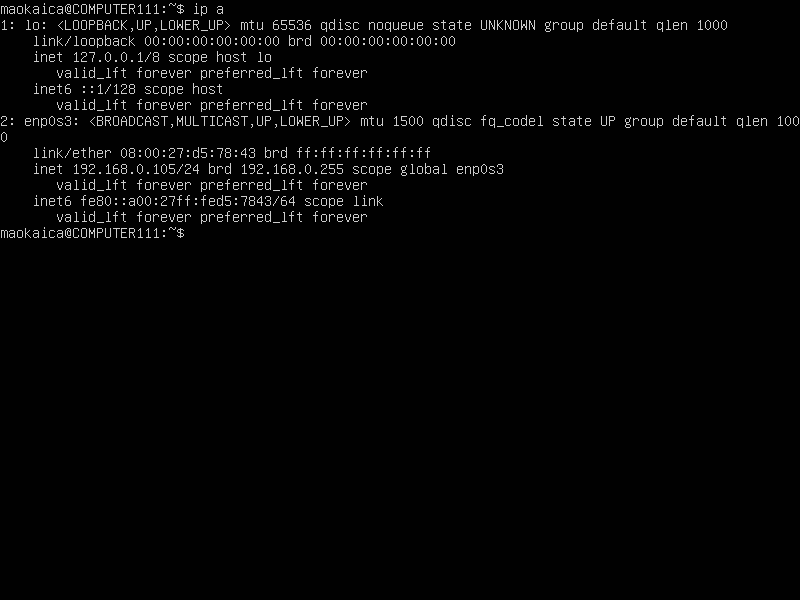 maokaica@COMPUTER111:~$ ip a
1: lo: <LOOPBACK,UP,LOWER_UP> mtu 65536 qdisc noqueue state UNKNOWN group default qlen 1000
    link/loopback 00:00:00:00:00:00 brd 00:00:00:00:00:00
    inet 127.0.0.1/8 scope host lo
       valid_lft forever preferred_lft forever
    inet6 ::1/128 scope host
       valid_lft forever preferred_lft forever
2: enp0s3: <BROADCAST,MULTICAST,UP,LOWER_UP> mtu 1500 qdisc fq_codel state UP group default qlen 100
0
    link/ether 08:00:27:d5:78:43 brd ff:ff:ff:ff:ff:ff
    inet 192.168.0.105/24 brd 192.168.0.255 scope global enp0s3
       valid_lft forever preferred_lft forever
    inet6 fe80::a00:27ff:fed5:7843/64 scope link
       valid_lft forever preferred_lft forever
maokaica@COMPUTER111:~$